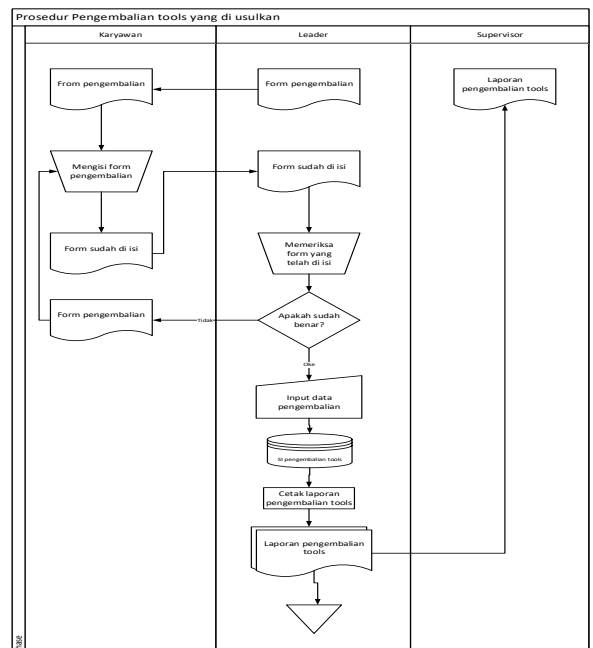 Prosedur Pengembalian tools yang di usulkan
Karyawan
Leader
Supervisor
From pengembalian
Form pengembalian
Laporan
pengembalian tools
Mengisi form
pengembalian
Form sudah di isi
Form sudah di isi
Memeriksa
form yang
telah di isi
Form pengembalian
Tidak
Apakah sudah
benar?
Oke
Input data
pengembalian
SI pengembalian tools
Cetak laporan
pengembalian tools
Laporan pengembalian
tools